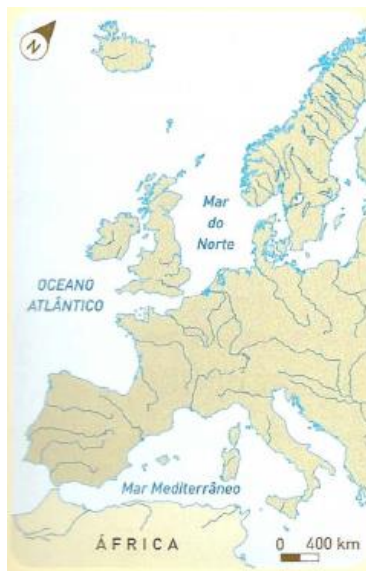 N
Mar
do
Norte
OCEANO
ATLÂNTICO
Mar Mediterrâneo
ÁFRICA
0 400 km